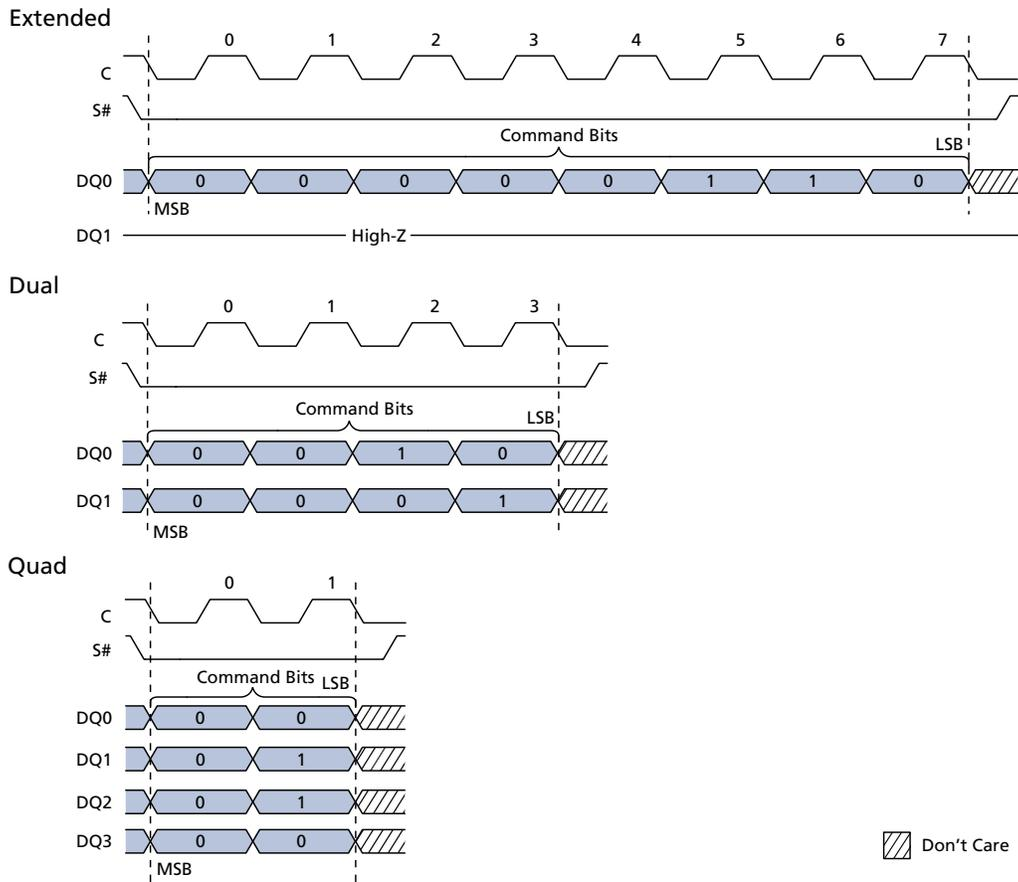 Extended
0 1 2 3 4 5 6 7
C
S#
Command Bits
LSB
DQ0 0 0 0 0 0 1 1 0
MSB
DQ1 High-Z
Dual
0 1 2 3
C
S#
Command Bits
LSB
DQ0 0 0 1 0
DQ1 0 0 0 1
MSB
Quad
0 1
C
S#
Command Bits LSB
DQ0 0 0
DQ1 0 1
DQ2 0 1
DQ3 0 0
Don't Care
MSB